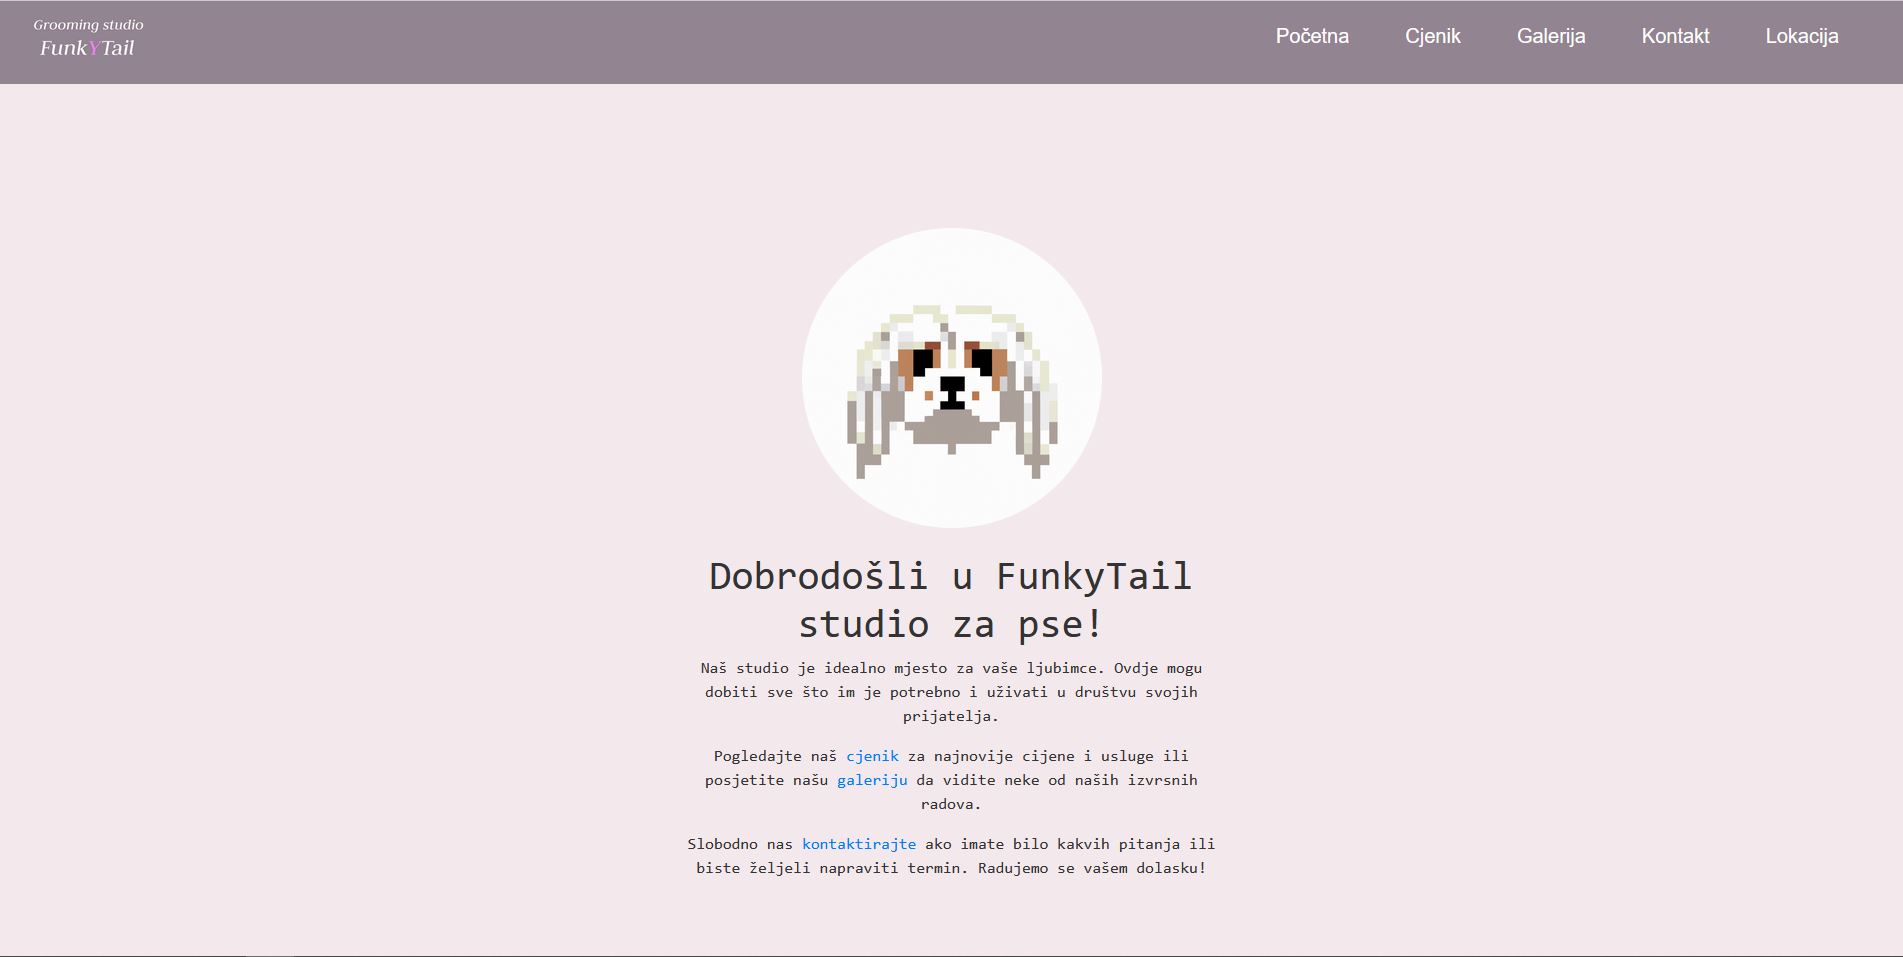 Grooming studio
FunkYTail
Početna Cjenik Galerija Kontakt Lokacija
Dobrodošli u FunkyTail
studio za pse!
Naš studio je idealno mjesto za vaše ljubimce. Ovdje mogu
dobiti sve što im je potrebno i uživati u društvu svojih
prijatelja.
Pogledajte naš cjenik za najnovije cijene i usluge ili
posjetite našu galeriju da vidite neke od naših izvrsnih
radova.
Slobodno nas kontaktirajte ako imate bilo kakvih pitanja ili
biste željeli napraviti termin. Radujemo se vašem dolasku!